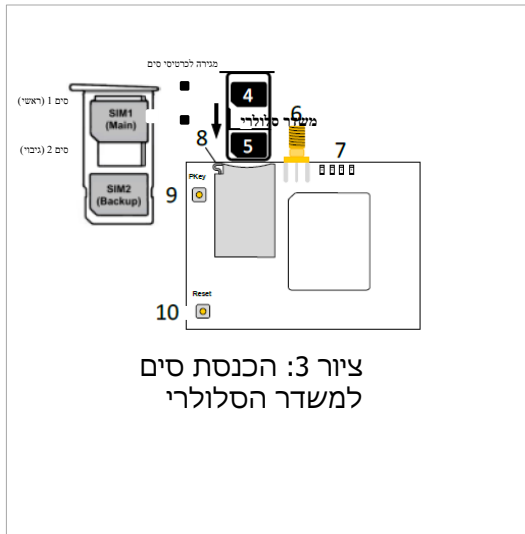 מגירה לכרטיסי סים
סים 1 (ראשי)
SIM1
(Main)
סים 2 (גיבוי)
SIM2
(Backup)
4
5
משדר סלולרי
6
7
8
PKey
9
Reset
10
ציור 3: הכנסת סים
למשדר הסלולרי